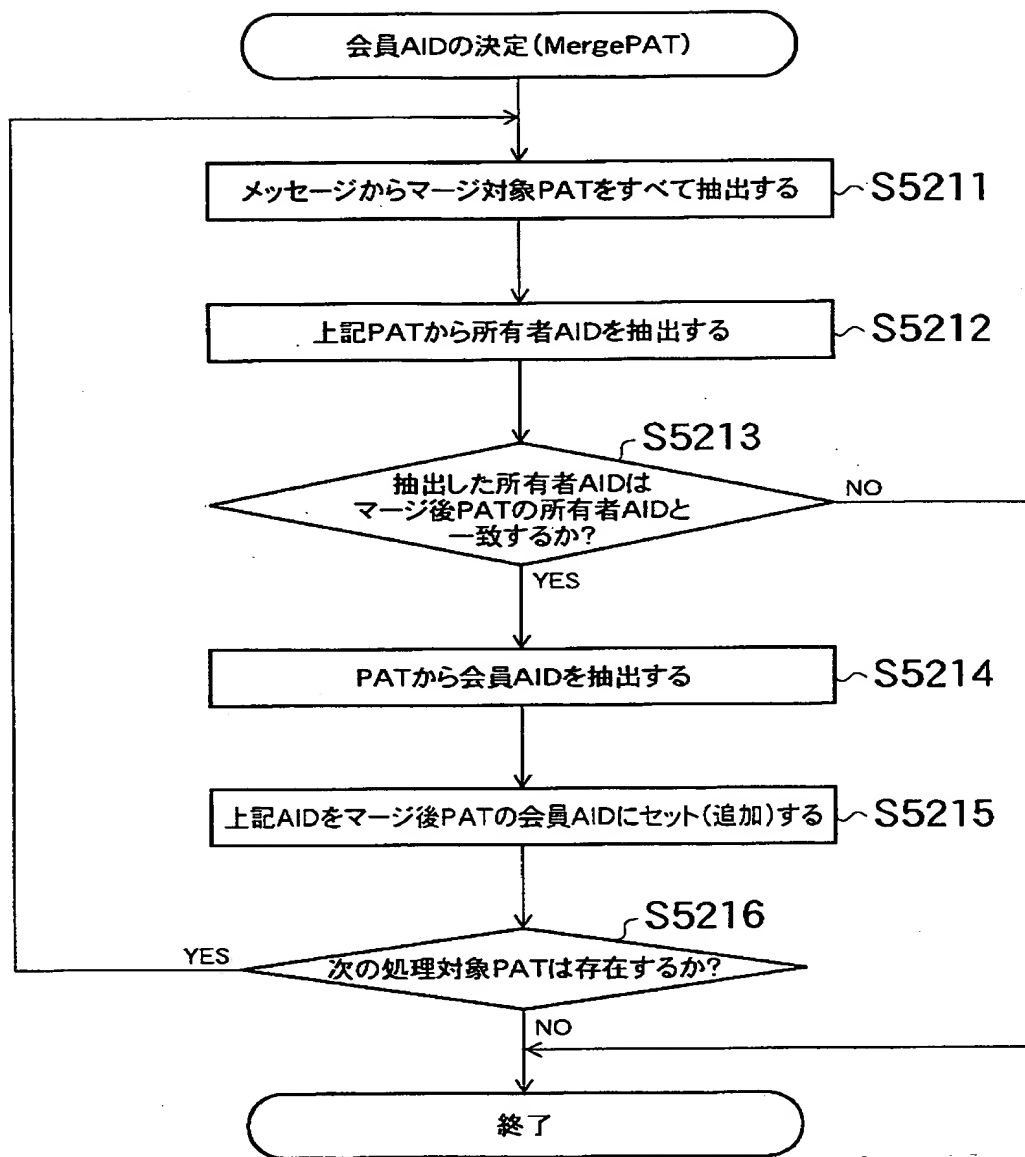 会員AIDの決定(MergePAT)
メッセージからマージ対象PATをすべて抽出する
S5211
上記PATから所有者AIDを抽出する
S5212
S5213
抽出した所有者AIDは
マージ後PATの所有者AIDと
一致するか?
NO
YES
PATから会員AIDを抽出する
S5214
上記AIDをマージ後PATの会員AIDにセット(追加)する
S5215
S5216
YES
次の処理対象PATは存在するか?
NO
終了